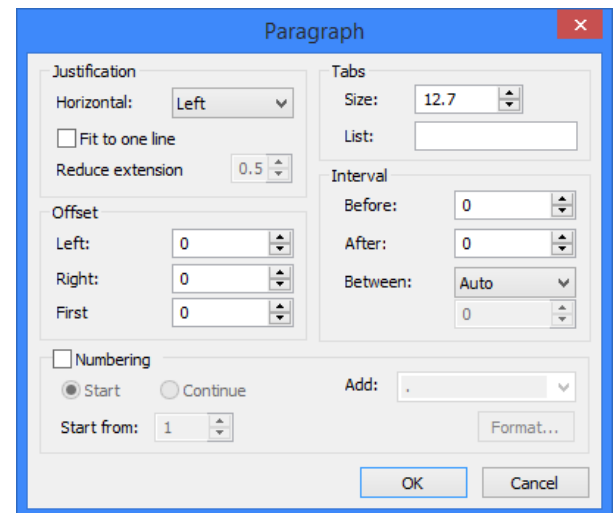 Paragraph
Justification
Horizontal: Left
Fit to one line
Reduce extension 0.5
Tabs
Size: 12.7
List:
Offset
Left: 0
Right: 0
First 0
Interval
Before: 0
After: 0
Between: Auto
0
Numbering
Start Continue
Start from: 1
Add: .
Format...
OK Cancel